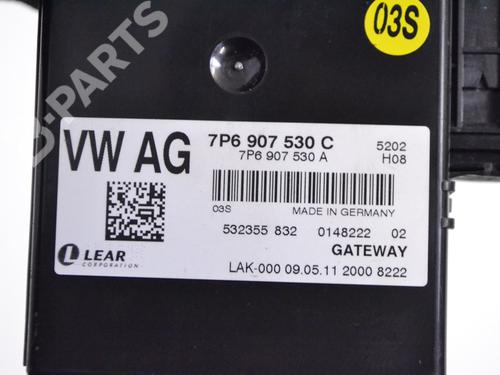 03S
B-PARTS
VW AG
7P6 907 530 C
7P6 907 530 A
5202
H08
03S
MADE IN GERMANY
532355 832
0148222 02
GATEWAY
LEAR
CORPORATION
LAK-000 09.05.11 2000 8222